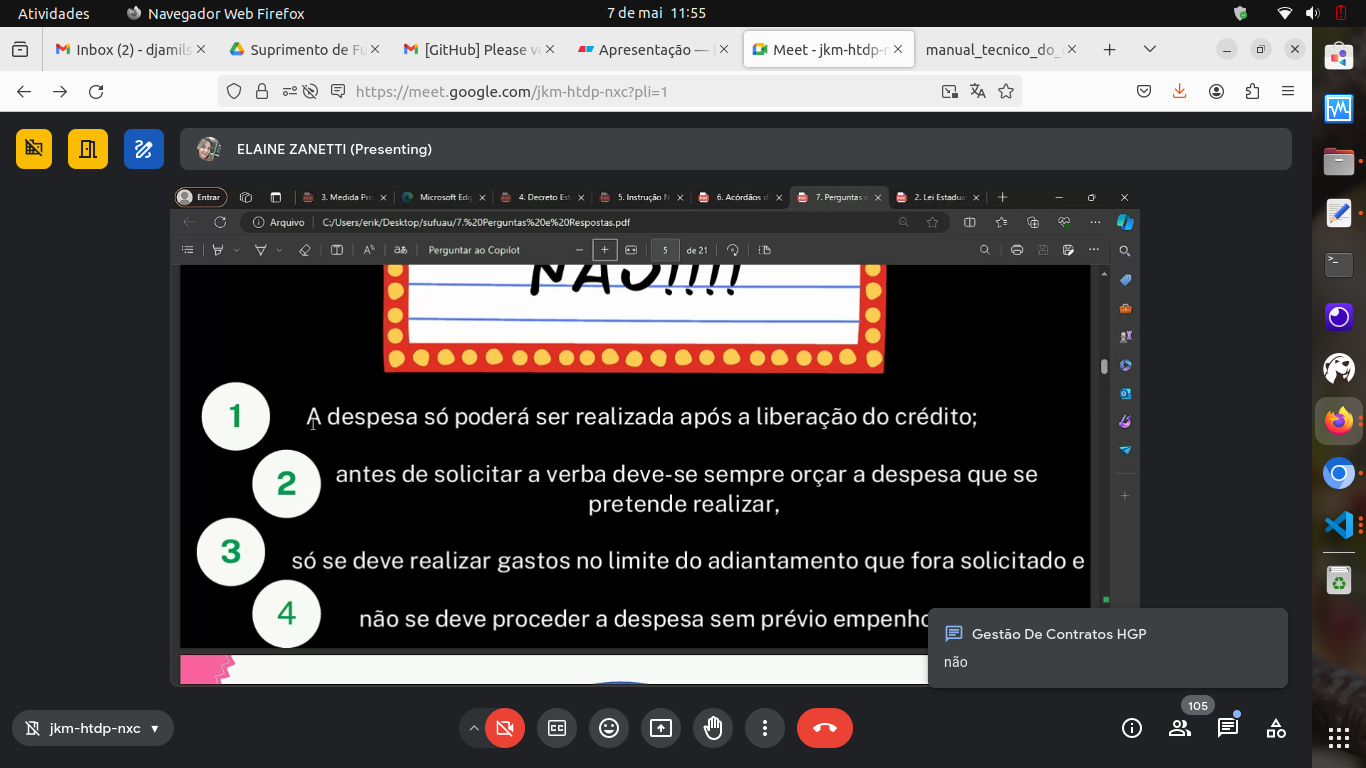 Atividades
Navegador Web Firefox
7 de mai 11:55
Inbox (2) - djamils
Suprimento de Fu
[GitHub] Please ve
Apresentação —
Meet - jkm-htdp-n
manual_tecnico_do_
https://meet.google.com/jkm-htdp-nxc?pli=1
ELAINE ZANETTI (Presenting)
Entrar
3. Medida Pro
Microsoft Edg
4. Decreto Est
5. Instrução N
6. Acórdãos d
7. Perguntas e
2. Lei Estadua
Arquivo
C:/Users/erik/Desktop/sufuau/7.%20Perguntas%20e%20Respostas.pdf
Perguntar ao Copilot
5
de 21
NÃO!!!!
1
A despesa só poderá ser realizada após a liberação do crédito;
2
antes de solicitar a verba deve-se sempre orçar a despesa que se
pretende realizar,
3
só se deve realizar gastos no limite do adiantamento que fora solicitado e
4
não se deve proceder a despesa sem prévio empenho
Gestão De Contratos HGP
não
jkm-htdp-nxc
105